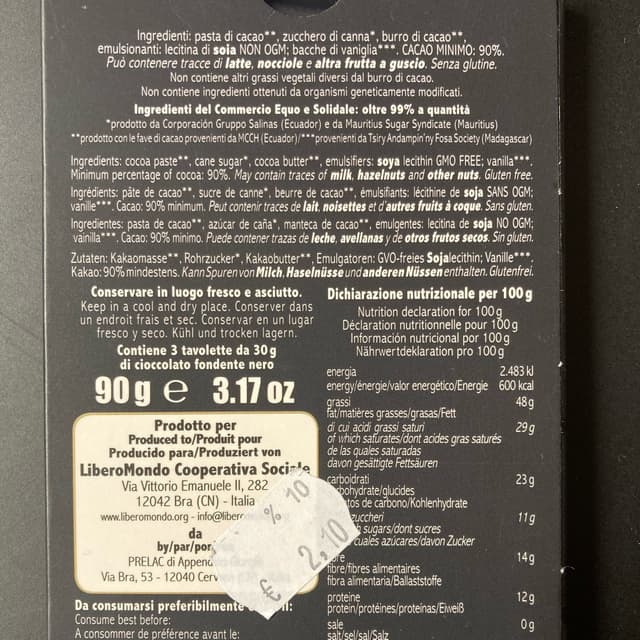 Ingredienti: pasta di cacao**, zucchero di canna*, burro di cacao**,
emulsionanti: lecitina di soia NON OGM; bacche di vaniglia***. CACAO MINIMO: 90%.
Può contenere tracce di latte, nocciole e altra frutta a guscio. Senza glutine.
Non contiene altri grassi vegetali diversi dal burro di cacao.
Non contiene ingredienti ottenuti da organismi geneticamente modificati.
Ingredienti del Commercio Equo e Solidale: oltre 99% a quantità
*prodotto da Corporación Gruppo Salinas (Ecuador) e da Mauritius Sugar Syndicate (Mauritius)
**prodotto con le fave di cacao provenienti da MCCH (Ecuador)/***provenienti da Tsiry Andampin'ny Fosa Society (Madagascar)
Ingredients: cocoa paste**, cane sugar*, cocoa butter**, emulsifiers: soya lecithin GMO FREE; vanilla***.
Minimum percentage of cocoa: 90%. May contain traces of milk, hazelnuts and other nuts. Gluten free.
Ingrédients: pâte de cacao**, sucre de canne*, beurre de cacao**, émulsifiants: lécithine de soja SANS OGM;
vanille***. Cacao: 90% minimum. Peut contenir traces de lait, noisettes et d'autres fruits à coque. Sans gluten.
Ingredientes: pasta de cacao**, azúcar de caña*, manteca de cacao**, emulgentes: lecitina de soja NO OGM;
vainilla***. Cacao: 90% minimo. Puede contener trazas de leche, avellanas y de otros frutos secos. Sin gluten.
Zutaten: Kakaomasse**, Rohrzucker*, Kakaobutter**, Emulgatoren: GVO-freies Sojalecithin; Vanille***.
Kakao: 90% mindestens. Kann Spuren von Milch, Haselnüsse und anderen Nüssen enthalten. Glutenfrei.
Conservare in luogo fresco e asciutto.
Keep in a cool and dry place. Conserver dans
un endroit frais et sec. Conservar en un lugar
fresco y seco. Kühl und trocken lagern.
Contiene 3 tavolette da 30 g
di cioccolato fondente nero
90 g e 3.17 oz
Prodotto per
Produced to/Produit pour
Producido para/Produziert von
LiberoMondo Cooperativa Sociale
Via Vittorio Emanuele II, 282
12042 Bra (CN) - Italia
www.liberomondo.org - info@liberom
da
by/par/por
PRELAC di Appen
Via Bra, 53 - 12040 Cerv
Da consumarsi preferibilmente
Consume best before:
A consommer de préférence avant le:
% 10
€ 2,10
Dichiarazione nutrizionale per 100 g
Nutrition declaration for 100 g
Déclaration nutritionnelle pour 100 g
Información nutricional por 100 g
Nährwertdeklaration pro 100 g
energia 2.483 kJ
energy/énergie/valor energético/Energie 600 kcal
grassi 48 g
fat/matières grasses/grasas/Fett
di cui acidi grassi saturi 29 g
of which saturates/dont acides gras saturés
de las quales saturadas
davon gesättigte Fettsäuren
carboidrati 23 g
carbohydrate/glucides
tos de carbono/Kohlenhydrate
zuccheri 11 g
sugars/dont sucres
cuales azúcares/davon Zucker
14 g
fibre/fibres alimentaires
fibra alimentaria/Ballaststoffe
proteine 12 g
protein/protéines/proteínas/Eiweiß
sale 0 g
salt/sel/sal/Salz